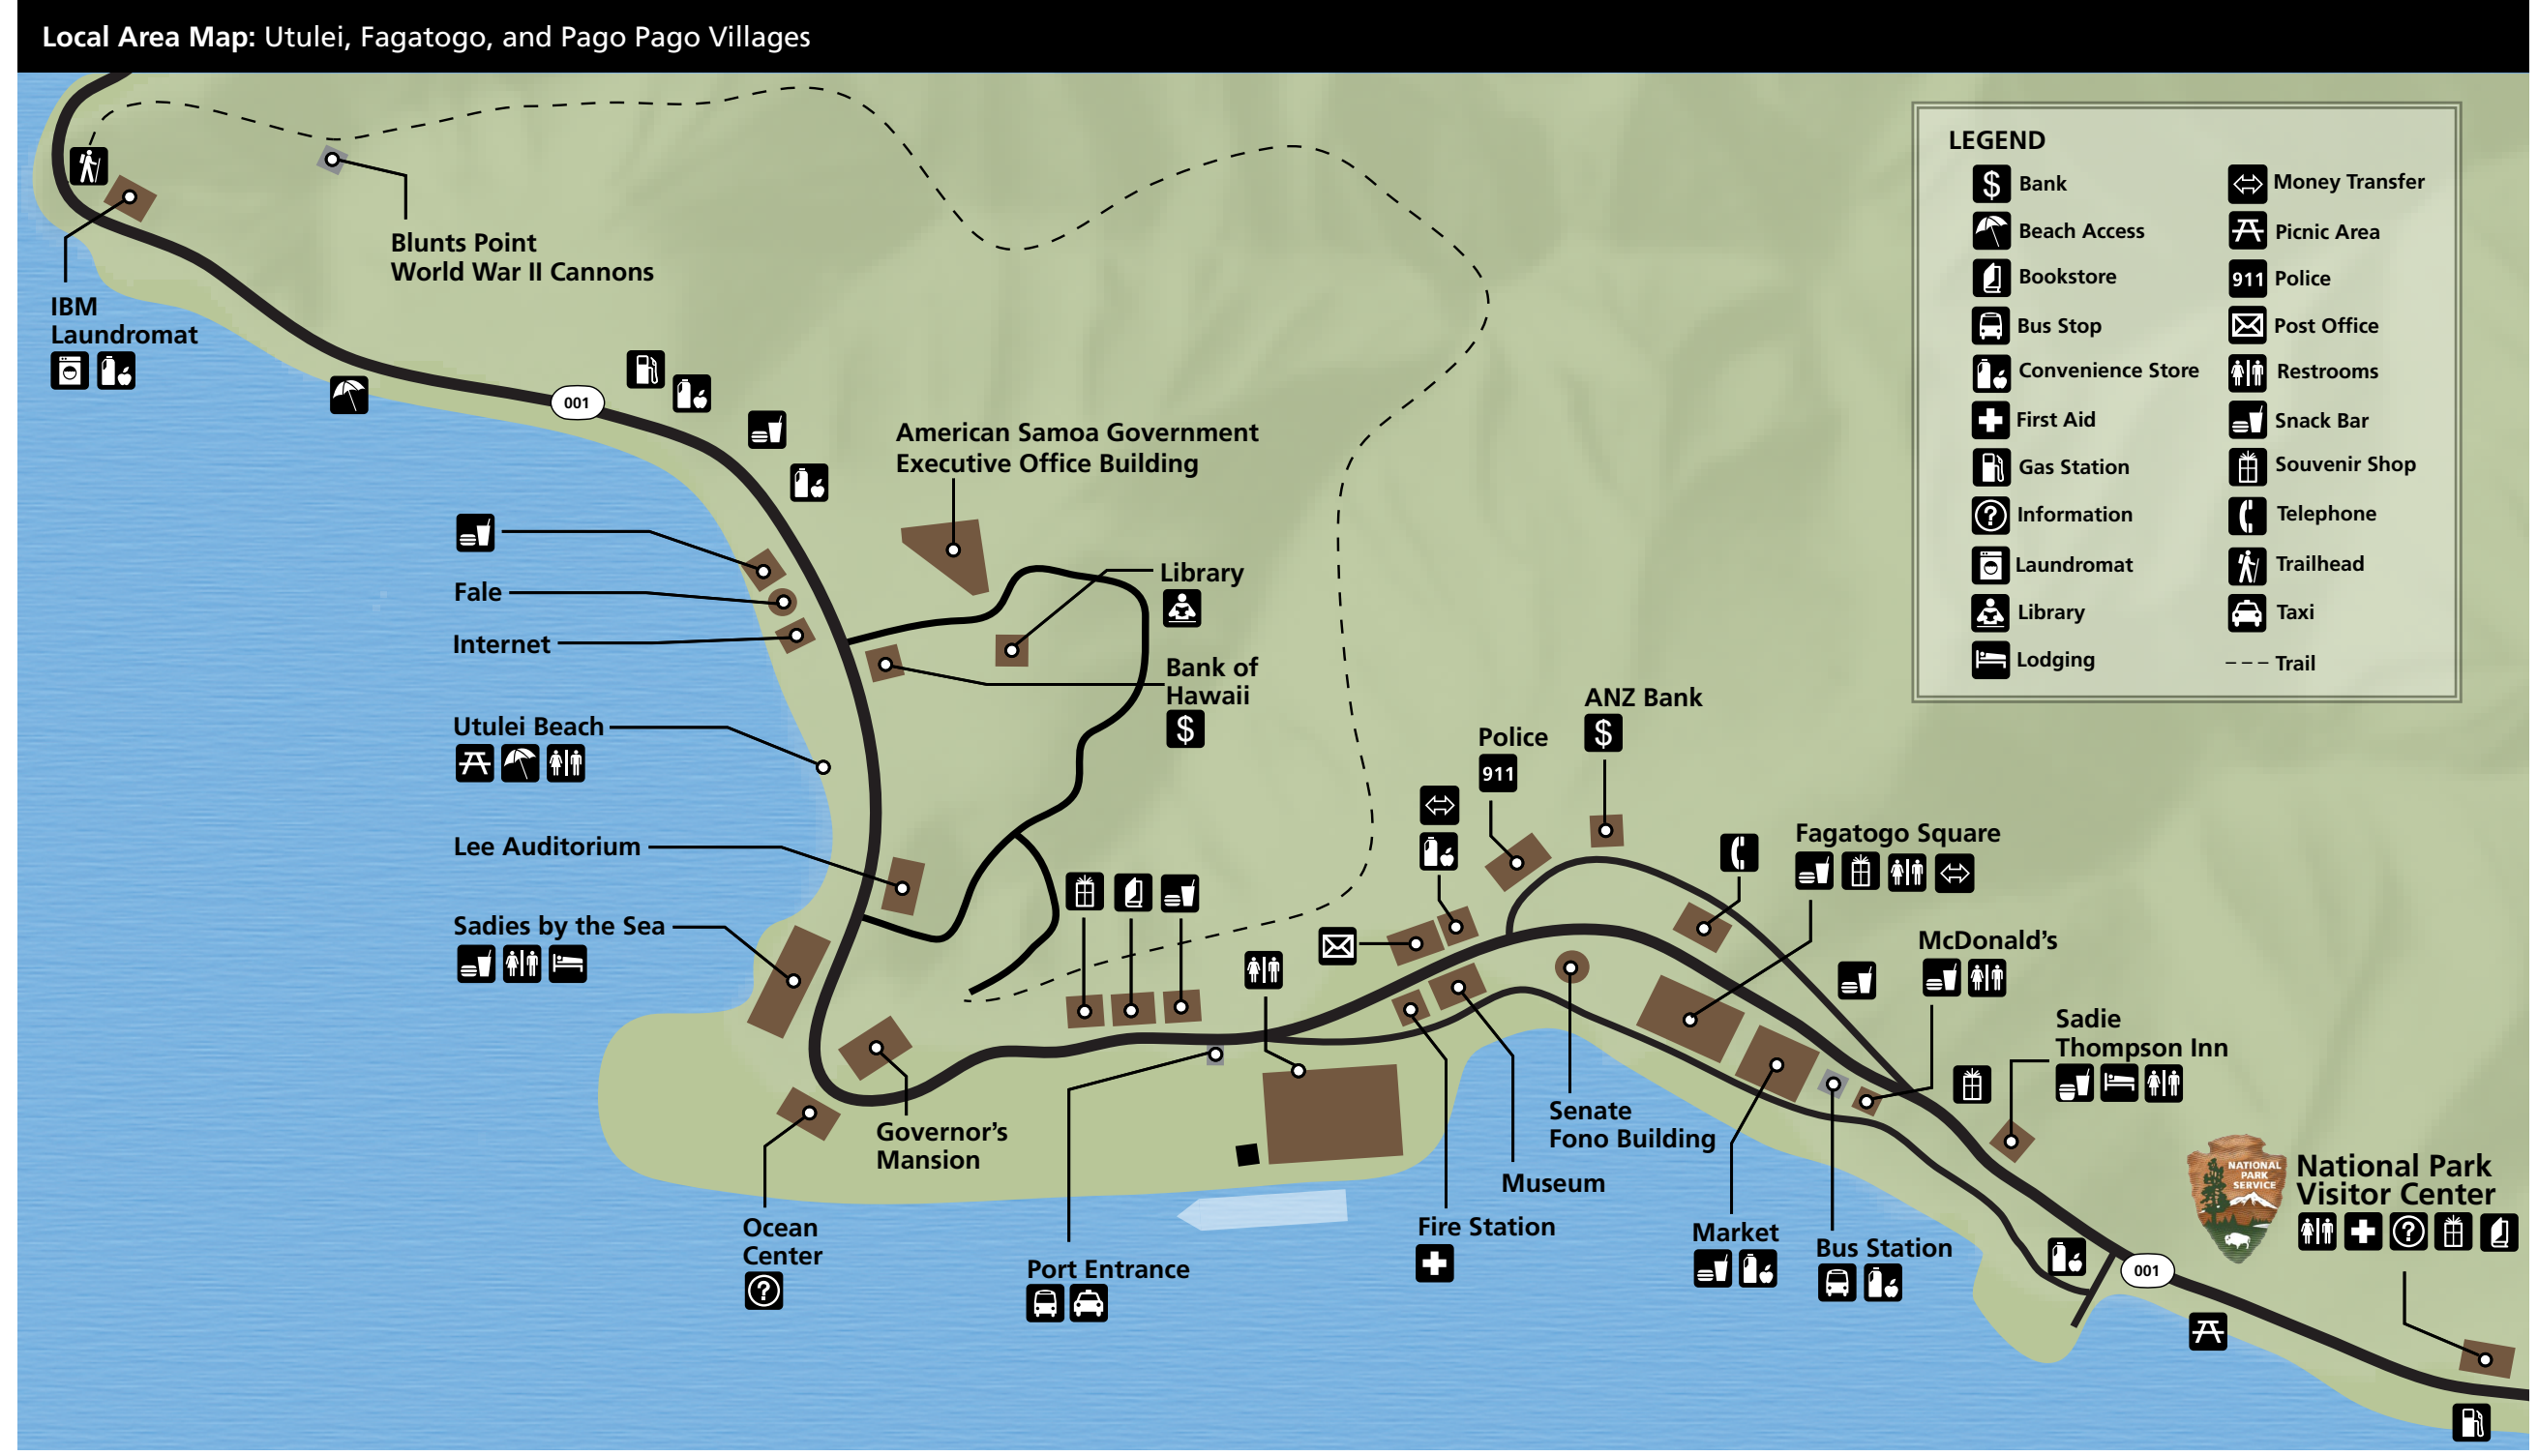 Local Area Map: Utulei, Fagatogo, and Pago Pago Villages
LEGEND
$ Bank
Beach Access
Bookstore
Bus Stop
Convenience Store
First Aid
Gas Station
? Information
Laundromat
Library
Lodging
Money Transfer
Picnic Area
911 Police
Post Office
Restrooms
Snack Bar
Souvenir Shop
Telephone
Trailhead
Taxi
Trail
Blunts Point
World War II Cannons
IBM
Laundromat
001
American Samoa Government
Executive Office Building
Fale
Library
Internet
Bank of
Hawaii
$
Utulei Beach
ANZ Bank
$
Police
911
Lee Auditorium
Fagatogo Square
Sadies by the Sea
McDonald's
Sadie
Thompson Inn
Governor's
Mansion
Senate
Fono Building
Museum
Ocean
Center
?
Port Entrance
Fire Station
Market
Bus Station
001
NATIONAL
PARK
SERVICE
National Park
Visitor Center
?